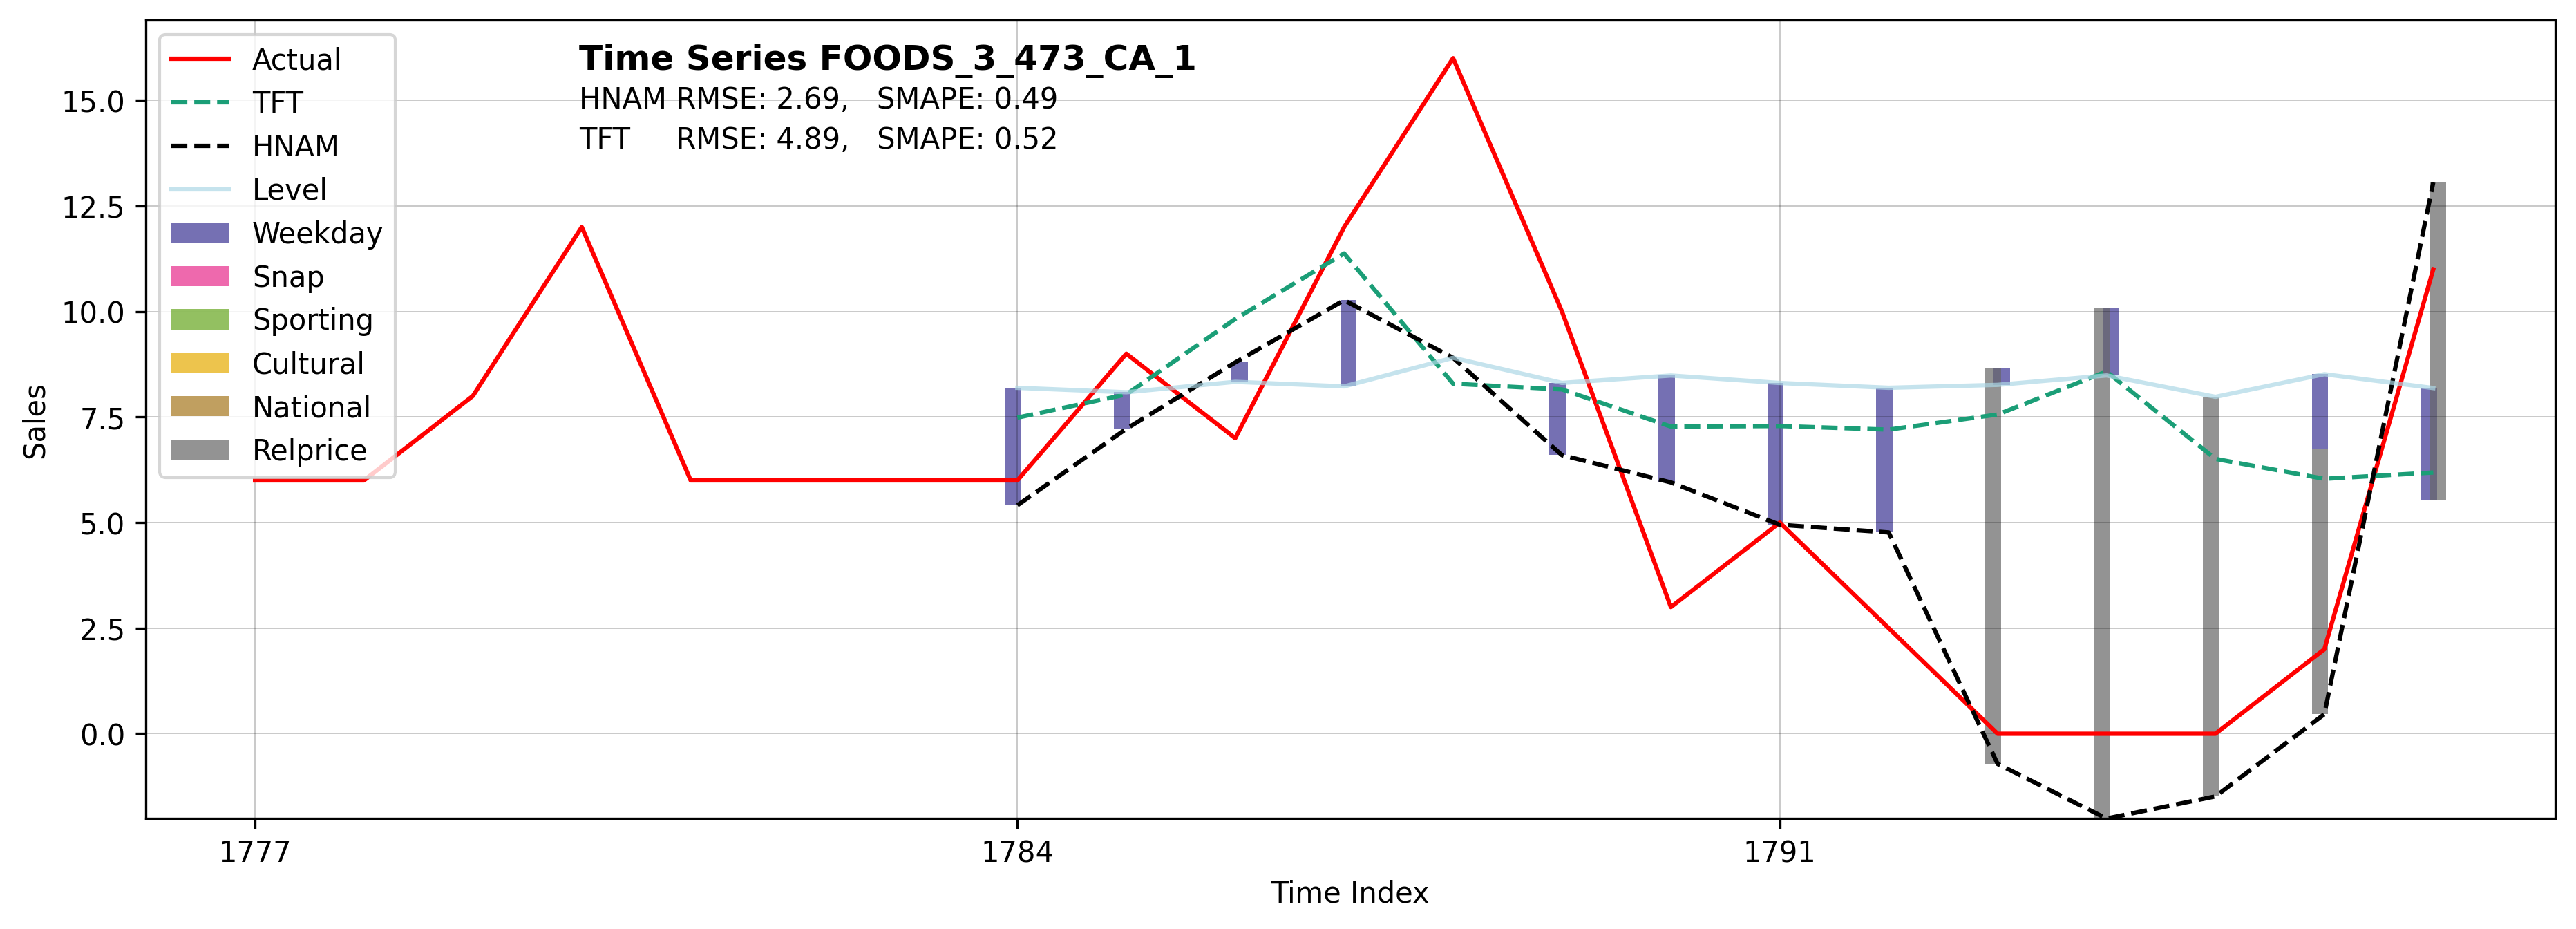 Time Series FOODS_3_473_CA_1
HNAM RMSE: 2.69, SMAPE: 0.49
TFT RMSE: 4.89, SMAPE: 0.52
Actual
TFT
HNAM
Level
Weekday
Snap
Sporting
Cultural
National
Relprice
Sales
15.0
12.5
10.0
7.5
5.0
2.5
0.0
1777
1784
1791
Time Index